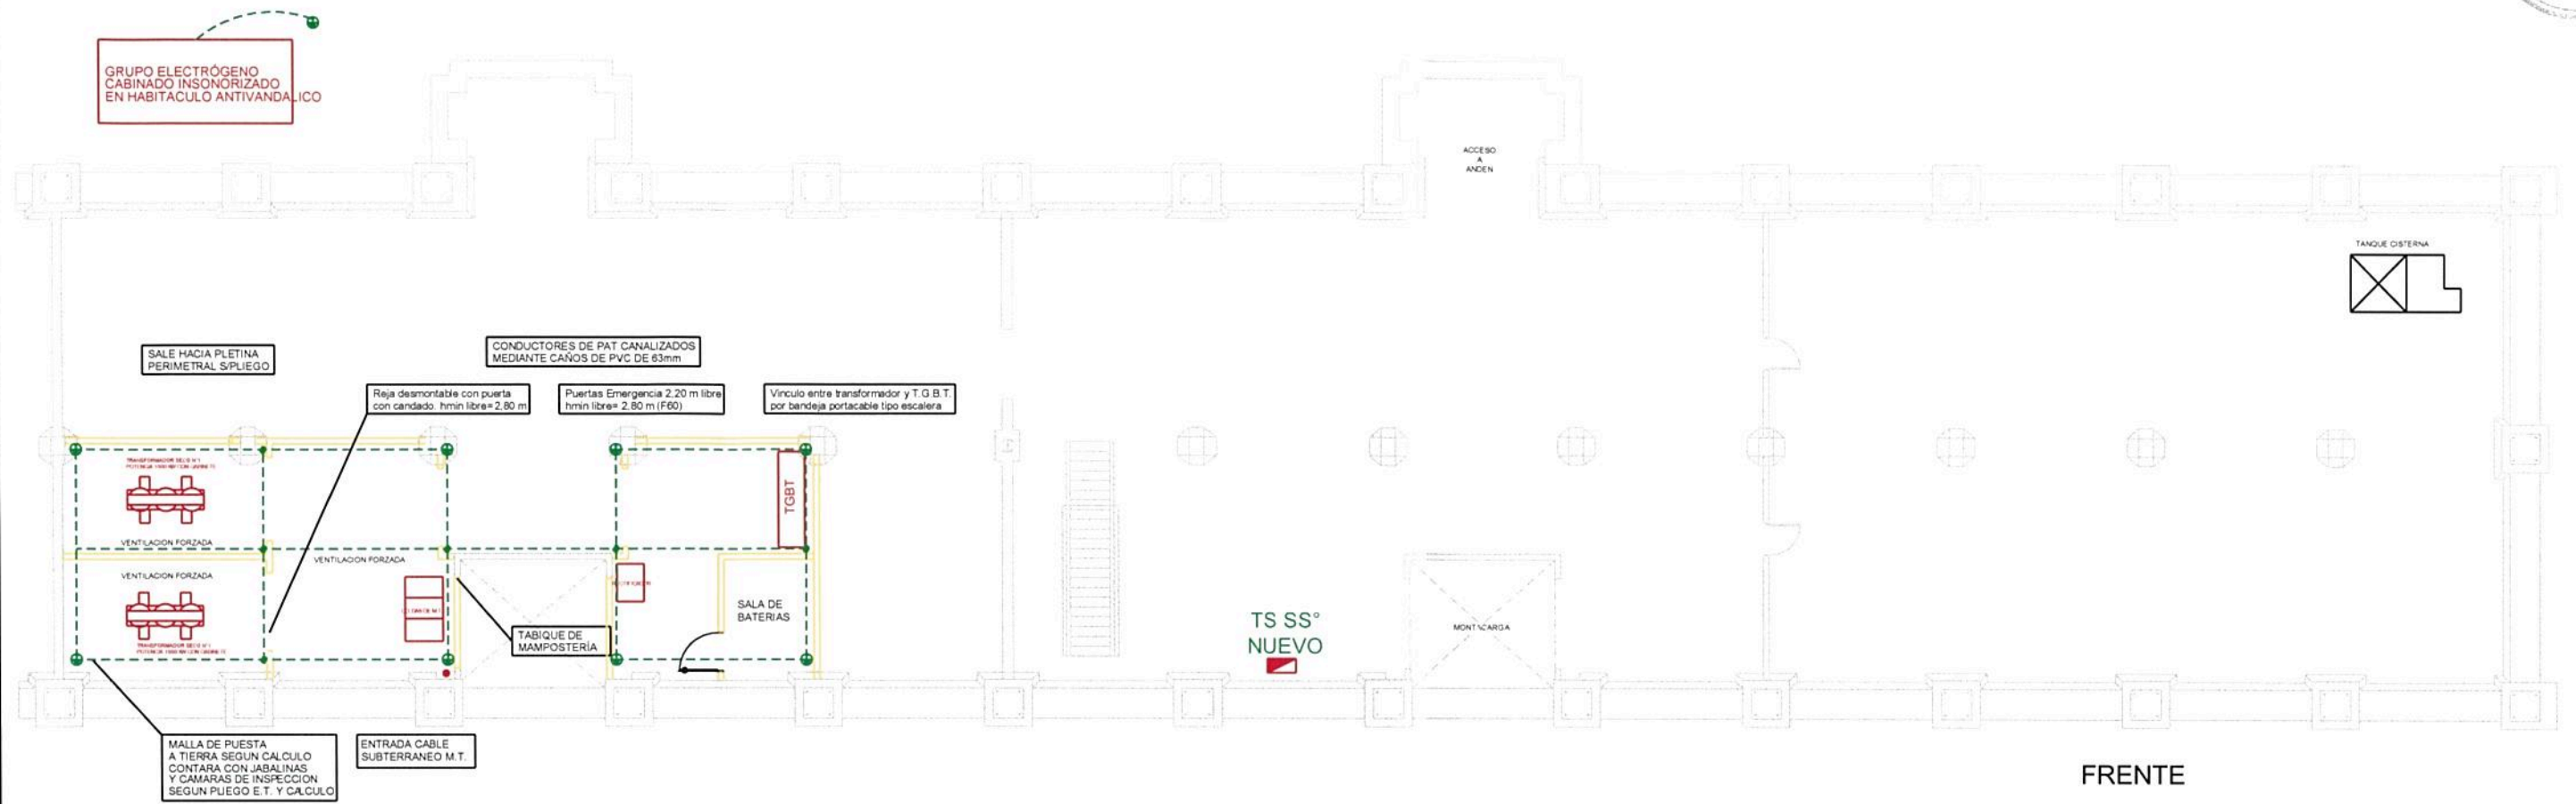 GRUPO ELECTRÓGENO
CABINADO INSONORIZADO
EN HABITACULO ANTIVANDALICO
ACCESO
A
ANDEN
TANQUE CISTERNA
SALE HACIA PLETINA
PERIMETRAL S/PLIEGO
CONDUCTORES DE PAT CANALIZADOS
MEDIANTE CAÑOS DE PVC DE 63mm
Reja desmontable con puerta
con candado. hmin libre=2,80 m
Puertas Emergencia 2,20 m libre
hmin libre= 2,80 m (F60)
Vinculo entre transformador y T.G.B.T.
por bandeja portacable tipo escalera
TGBT
VENTILACION FORZADA
VENTILACION FORZADA
VENTILACION FORZADA
SALA DE
BATERIAS
TABIQUE DE
MAMPOSTERÍA
TS SS°
NUEVO
MONTACARGA
MALLA DE PUESTA
A TIERRA SEGUN CALCULO
CONTARA CON JABALINAS
Y CAMARAS DE INSPECCION
SEGUN PLIEGO E.T. Y CALCULO
ENTRADA CABLE
SUBTERRANEO M.T.
FRENTE